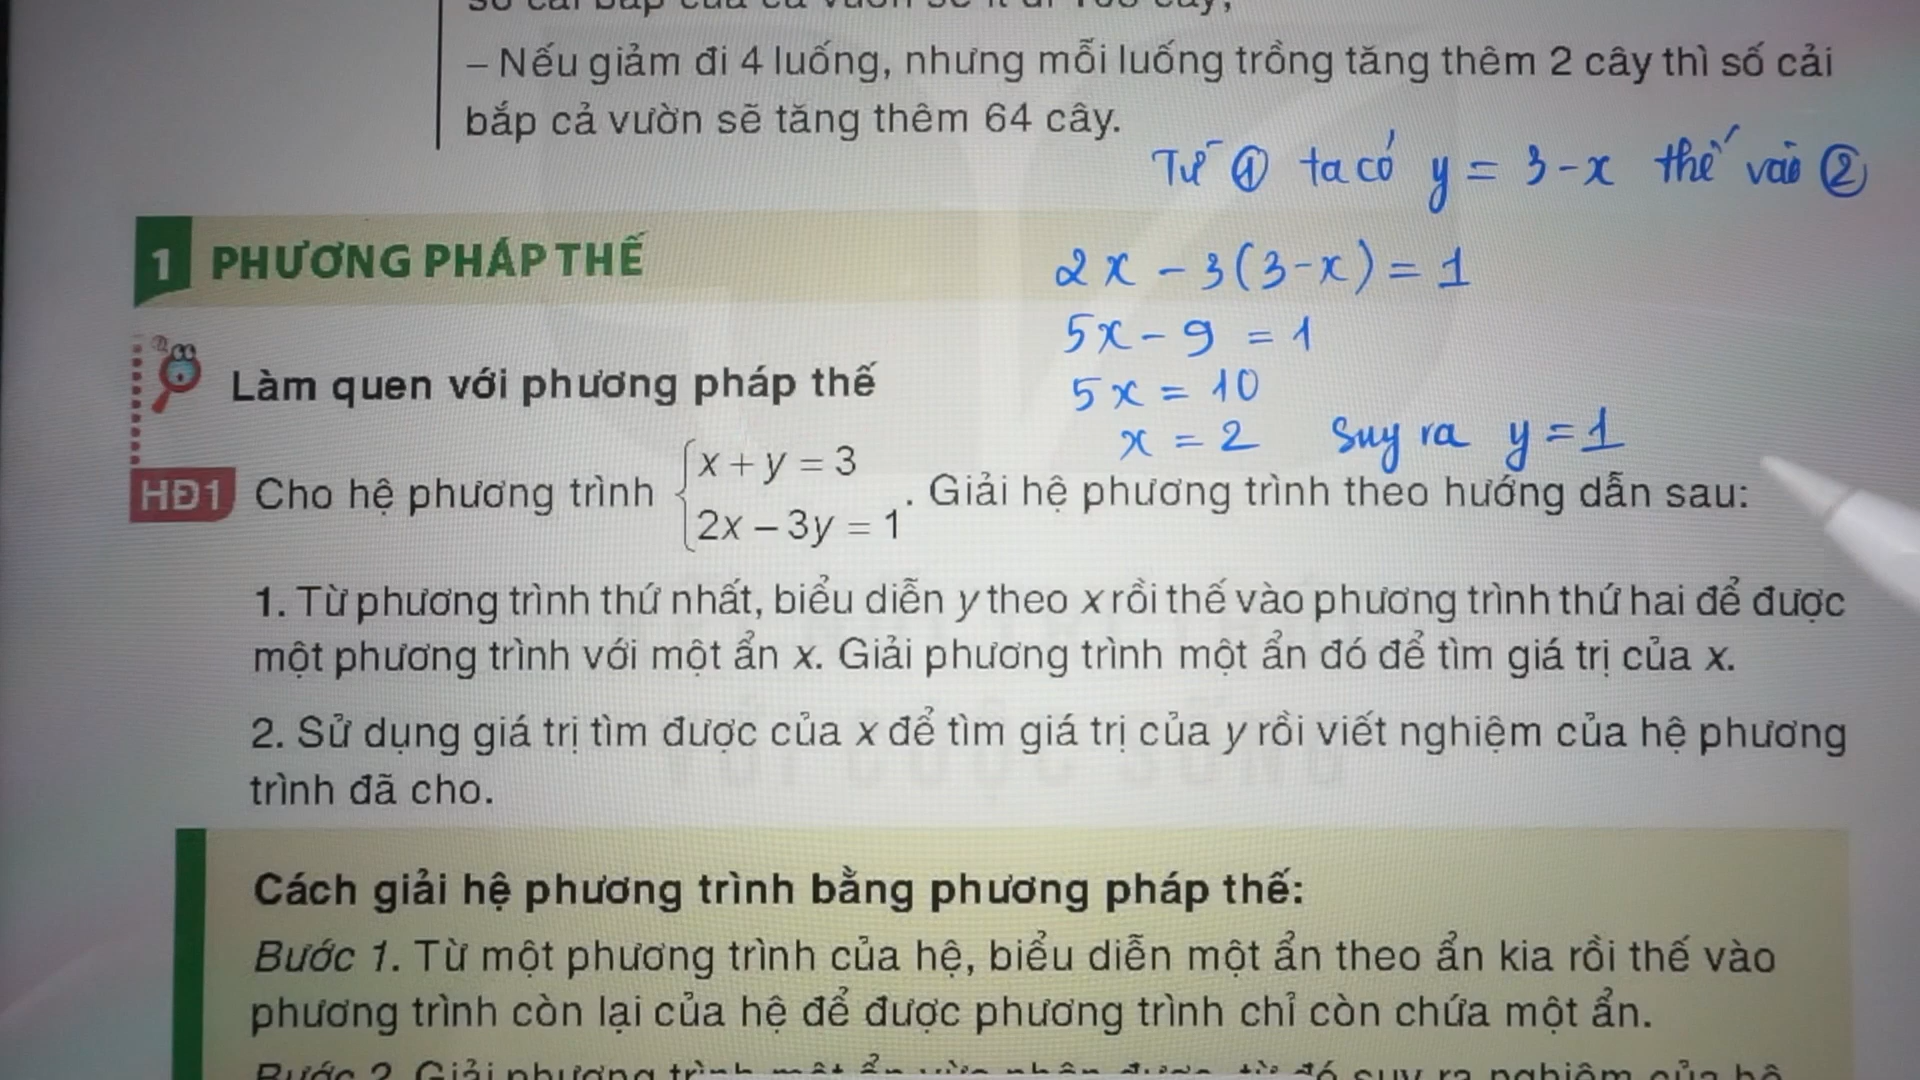 – Nếu giảm đi 4 luống, nhưng mỗi luống trồng tăng thêm 2 cây thì số cải
bắp cả vườn sẽ tăng thêm 64 cây.
Từ ① ta có y = 3 - x thế vào ②
1 PHƯƠNG PHÁP THẾ
2x - 3(3-x) = 1
5x - 9 = 1
Làm quen với phương pháp thế
5x = 10
x = 2 Suy ra y = 1
x + y = 3
HĐ1 Cho hệ phương trình . Giải hệ phương trình theo hướng dẫn sau:
2x – 3y = 1
1. Từ phương trình thứ nhất, biểu diễn y theo x rồi thế vào phương trình thứ hai để được
một phương trình với một ẩn x. Giải phương trình một ẩn đó để tìm giá trị của x.
2. Sử dụng giá trị tìm được của x để tìm giá trị của y rồi viết nghiệm của hệ phương
trình đã cho.
Cách giải hệ phương trình bằng phương pháp thế:
Bước 1. Từ một phương trình của hệ, biểu diễn một ẩn theo ẩn kia rồi thế vào
phương trình còn lại của hệ để được phương trình chỉ còn chứa một ẩn.